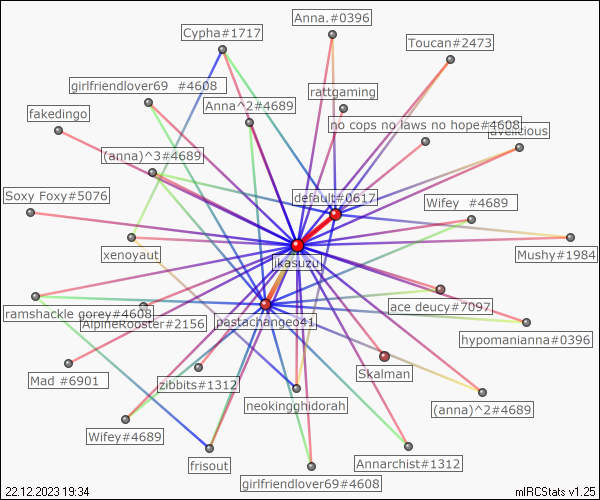 Anna.#0396
Cypha#1717
Toucan#2473
girlfriendlover69 #4608
rattgaming
Anna^2#4689
fakedingo
no cops no laws no hope#4608
avelicious
(anna)^3#4689
default#0617
Soxy Foxy#5076
Wifey #4689
xenoyaut
jkasuzu
Mushy#1984
ramshackle gorey#4608
ace deucy#7097
AlpineRooster#2156
pastachangeo41
hypomanianna#0396
Mad #6901
zibbits#1312
Skalman
neokingghidorah
(anna)^2#4689
Wifey#4689
frisout
Annarchist#1312
girlfriendlover69#4608
22.12.2023 19:34
mIRCStats v1.25